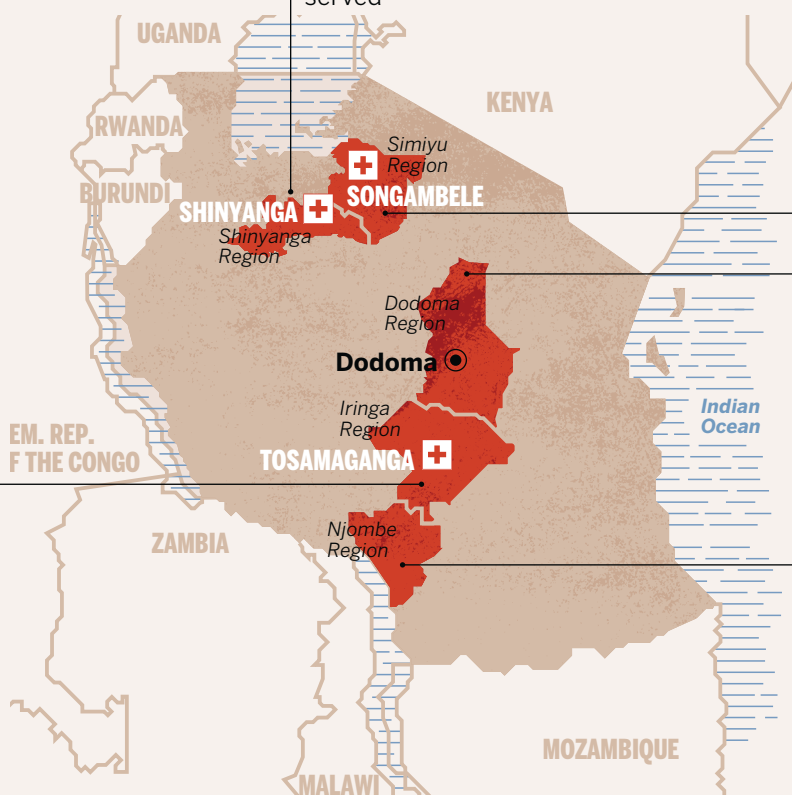 served
UGANDA
KENYA
RWANDA
Simiyu
Region
BURUNDI
SONGAMBELE
SHINYANGA
Shinyanga
Region
Dodoma
Region
Dodoma
Iringa
Region
Indian
Ocean
EM. REP.
F THE CONGO
TOSAMAGANGA
Njombe
Region
ZAMBIA
MOZAMBIQUE
MALAWI